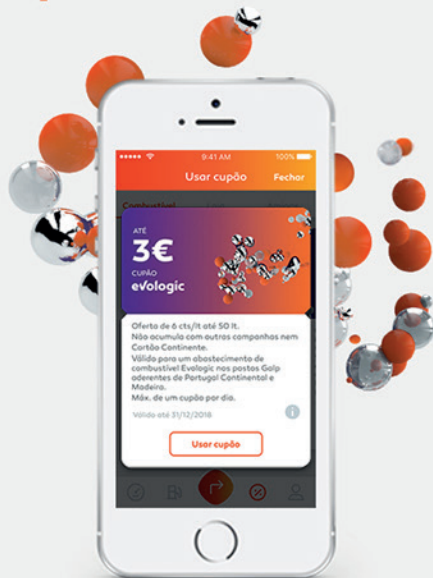 9:41 AM
100%
Usar cupão
Fechar
Combustível
ATÉ
3€
CUPÃO
evologic
Oferta de 6 cts/lt até 50 lt.
Não acumula com outras campanhas nem
Cartão Continente.
Válido para um abastecimento de
combustível Evologic nos postos Galp
aderentes de Portugal Continental e
Madeira.
Máx. de um cupão por dia.
Válido até 31/12/2018
Usar cupão